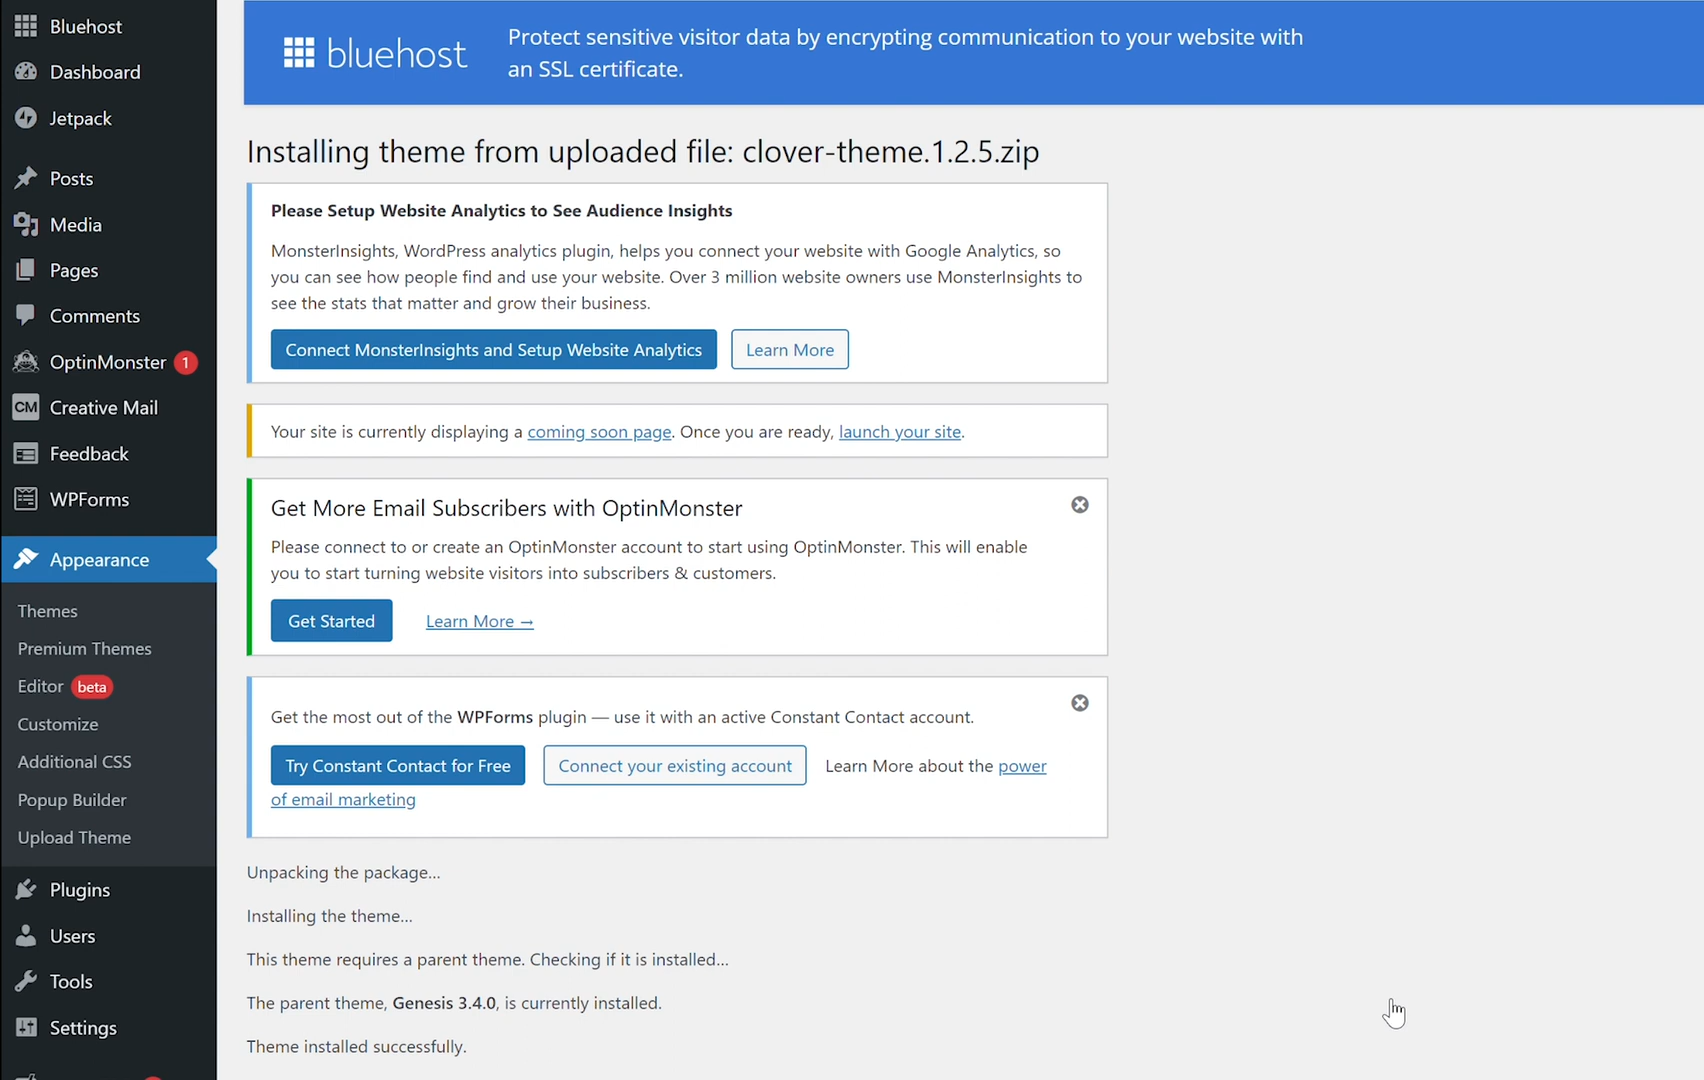 Bluehost
Dashboard
Jetpack
Posts
Media
Pages
Comments
OptinMonster 1
CM Creative Mail
Feedback
WPForms
Appearance
Themes
Premium Themes
Editor beta
Customize
Additional CSS
Popup Builder
Upload Theme
Plugins
Users
Tools
Settings
bluehost
Protect sensitive visitor data by encrypting communication to your website with
an SSL certificate.
Installing theme from uploaded file: clover-theme.1.2.5.zip
Please Setup Website Analytics to See Audience Insights
MonsterInsights, WordPress analytics plugin, helps you connect your website with Google Analytics, so
you can see how people find and use your website. Over 3 million website owners use MonsterInsights to
see the stats that matter and grow their business.
Connect MonsterInsights and Setup Website Analytics Learn More
Your site is currently displaying a coming soon page. Once you are ready, launch your site.
Get More Email Subscribers with OptinMonster
Please connect to or create an OptinMonster account to start using OptinMonster. This will enable
you to start turning website visitors into subscribers & customers.
Get Started Learn More →
Get the most out of the WPForms plugin — use it with an active Constant Contact account.
Try Constant Contact for Free Connect your existing account Learn More about the power
of email marketing
Unpacking the package...
Installing the theme...
This theme requires a parent theme. Checking if it is installed...
The parent theme, Genesis 3.4.0, is currently installed.
Theme installed successfully.